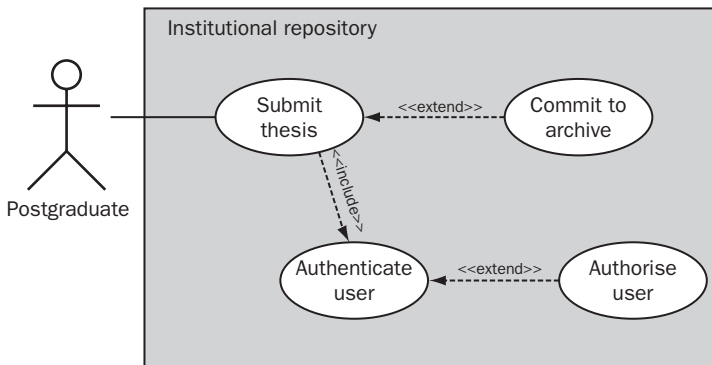 Institutional repository
Submit
thesis
<<extend>>
Commit to
archive
<<include>>
Postgraduate
Authenticate
user
<<extend>>
Authorise
user